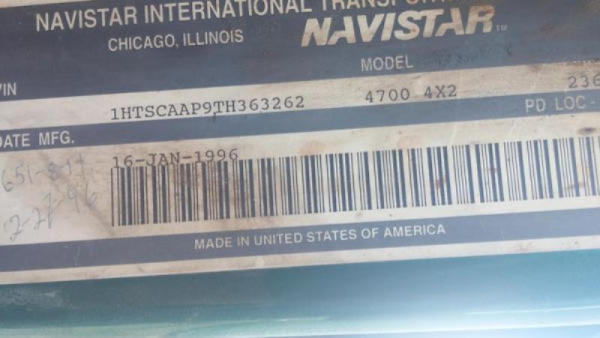 NAVISTAR INTERNATIONAL
CHICAGO, ILLINOIS
NAVISTAR
MODEL
VIN
1HTSCAAP9TH363262 4700 4X2 236
DATE MFG. PD LOC -
16-JAN-1996
MADE IN UNITED STATES OF AMERICA